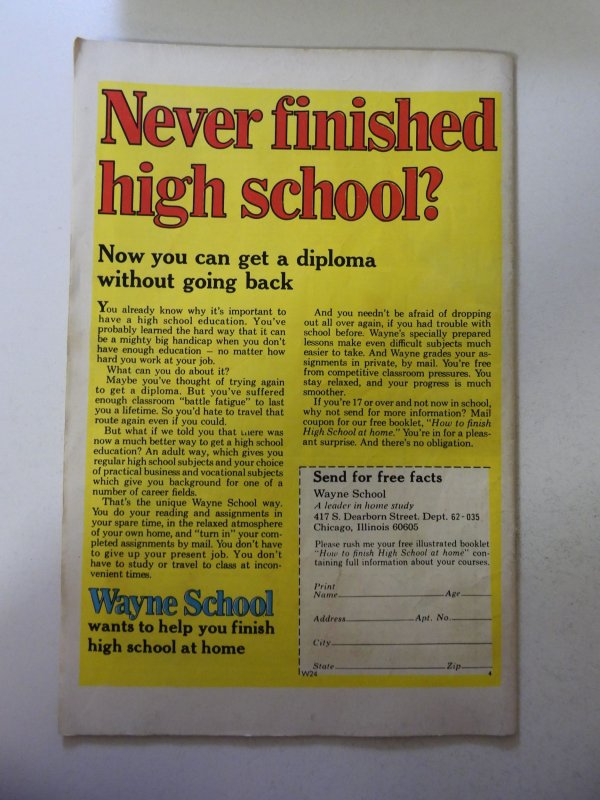 Never finished
high school?
Now you can get a diploma
without going back
You already know why it's important to
have a high school education. You've
probably learned the hard way that it can
be a mighty big handicap when you don't
have enough education – no matter how
hard you work at your job.
What can you do about it?
Maybe you've thought of trying again
to get a diploma. But you've suffered
enough classroom "battle fatigue" to last
you a lifetime. So you'd hate to travel that
route again even if you could.
But what if we told you that there was
now a much better way to get a high school
education? An adult way, which gives you
regular high school subjects and your choice
of practical business and vocational subjects
which give you background for one of a
number of career fields.
That's the unique Wayne School way.
You do your reading and assignments in
your spare time, in the relaxed atmosphere
of your own home, and "turn in" your com-
pleted assignments by mail. You don't have
to give up your present job. You don't
have to study or travel to class at incon-
venient times.
Wayne School
wants to help you finish
high school at home
And you needn't be afraid of dropping
out all over again, if you had trouble with
school before. Wayne's specially prepared
lessons make even difficult subjects much
easier to take. And Wayne grades your as-
signments in private, by mail. You're free
from competitive classroom pressures. You
stay relaxed, and your progress is much
smoother.
If you're 17 or over and not now in school,
why not send for more information? Mail
coupon for our free booklet, "How to finish
High School at home." You're in for a pleas-
ant surprise. And there's no obligation.
Send for free facts
Wayne School
A leader in home study
417 S. Dearborn Street, Dept. 62-035
Chicago, Illinois 60605
Please rush me your free illustrated booklet
"How to finish High School at home" con-
taining full information about your courses.
Print
Name Age
Address Apt. No.
City
State Zip
W24 4